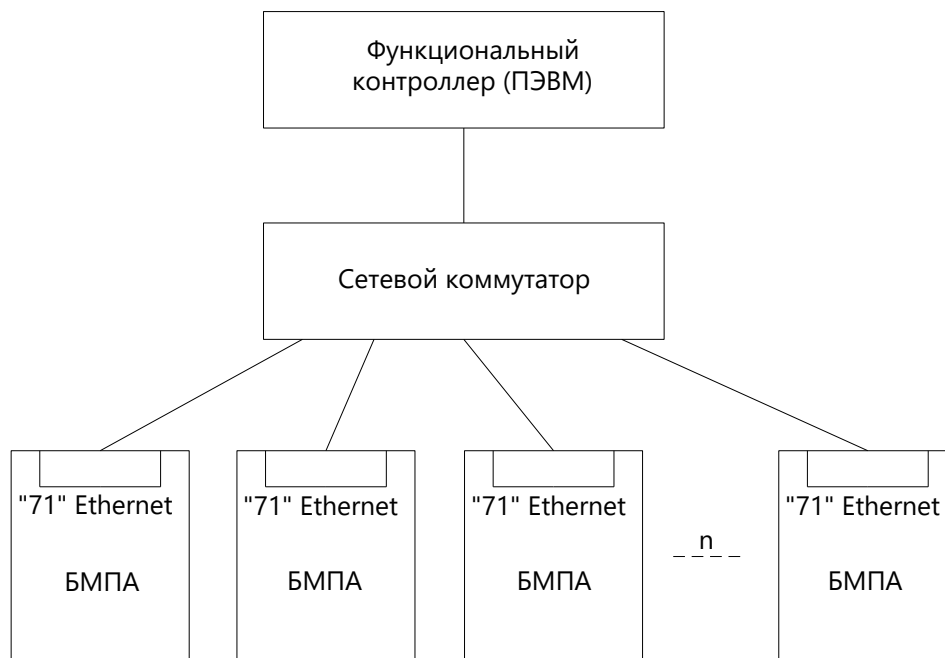 Функциональный
контроллер (ПЭВМ)
Сетевой коммутатор
"71" Ethernet
"71" Ethernet
"71" Ethernet
"71" Ethernet
n
БМПА
БМПА
БМПА
БМПА